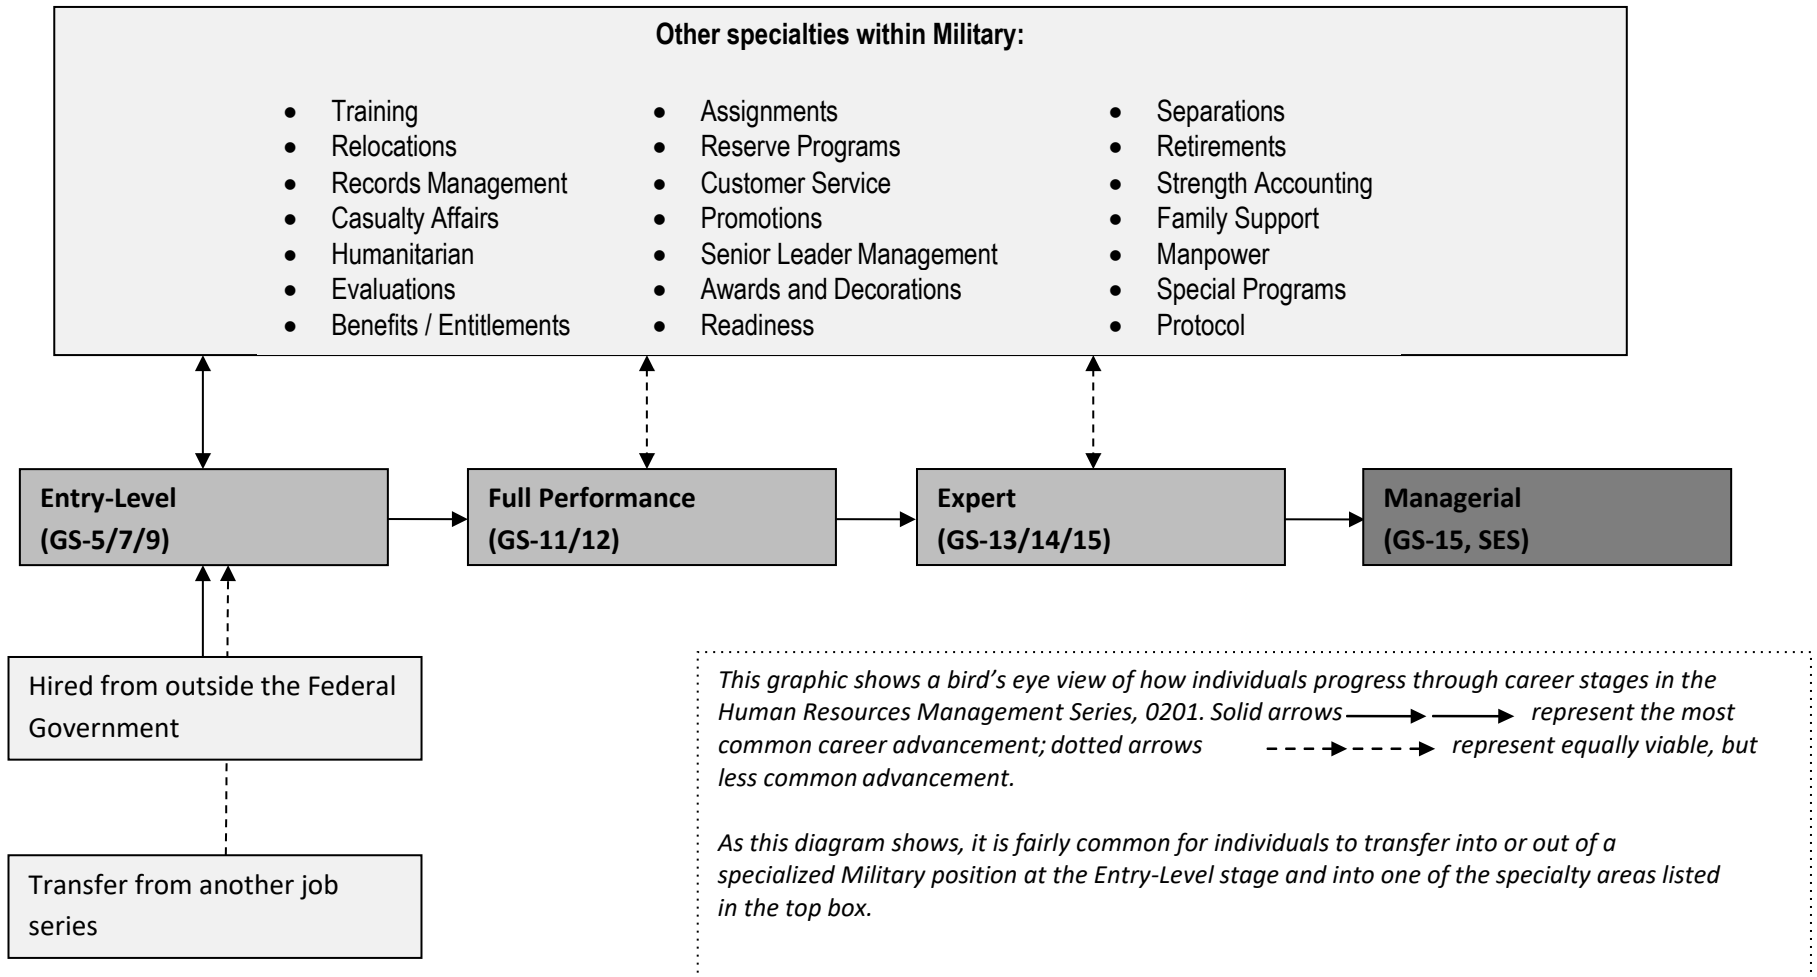 Other specialties within Military:
• Training
• Relocations
• Records Management
• Casualty Affairs
• Humanitarian
• Evaluations
• Benefits / Entitlements
• Assignments
• Reserve Programs
• Customer Service
• Promotions
• Senior Leader Management
• Awards and Decorations
• Readiness
• Separations
• Retirements
• Strength Accounting
• Family Support
• Manpower
• Special Programs
• Protocol
Entry-Level
(GS-5/7/9)
Full Performance
(GS-11/12)
Expert
(GS-13/14/15)
Managerial
(GS-15, SES)
Hired from outside the Federal
Government
Transfer from another job
series
This graphic shows a bird’s eye view of how individuals progress through career stages in the
Human Resources Management Series, 0201. Solid arrows represent the most
common career advancement; dotted arrows represent equally viable, but
less common advancement.
As this diagram shows, it is fairly common for individuals to transfer into or out of a
specialized Military position at the Entry-Level stage and into one of the specialty areas listed
in the top box.